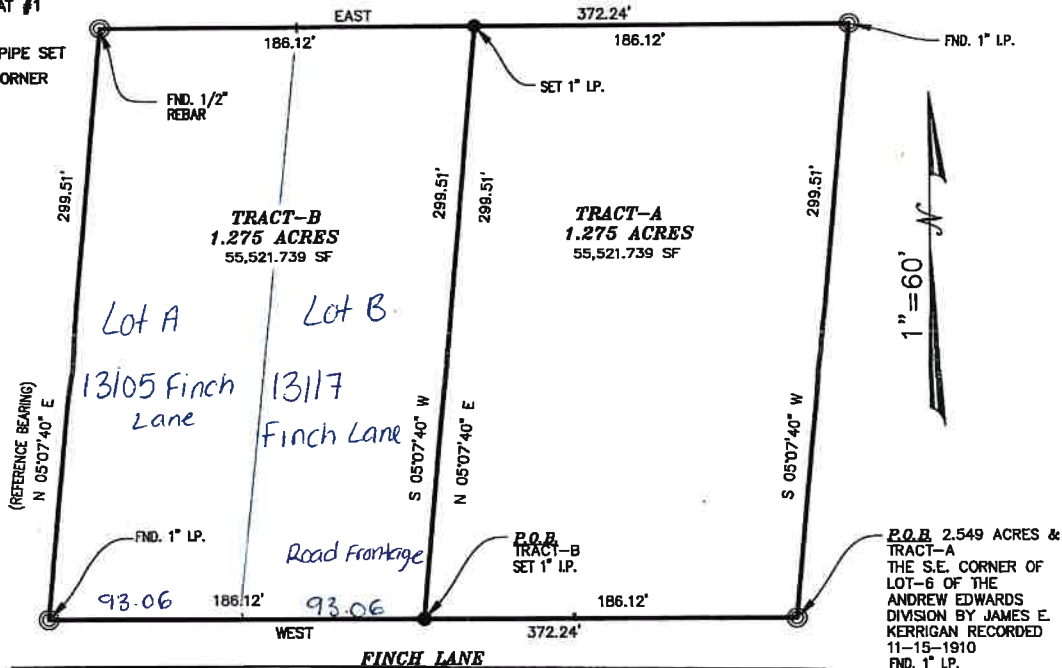 AT #1
PIPE SET
ORNER
EAST
372.24'
186.12'
186.12'
FND. 1" I.P.
FND. 1/2"
REBAR
SET 1" I.P.
299.51'
299.51'
299.51'
299.51'
TRACT-B
1.275 ACRES
55,521.739 SF
TRACT-A
1.275 ACRES
55,521.739 SF
N
1"=60'
Lot A
13105 Finch
Lane
Lot B.
13117
Finch Lane
(REFERENCE BEARING)
N 05°07'40" E
S 05°07'40" W
N 05°07'40" E
S 05°07'40" W
FND. 1" I.P.
Road Frontage
P.O.B.
TRACT-B
SET 1" I.P.
P.O.B. 2.549 ACRES &
TRACT-A
THE S.E. CORNER OF
LOT-6 OF THE
ANDREW EDWARDS
DIVISION BY JAMES E.
KERRIGAN RECORDED
11-15-1910
FND. 1" I.P.
93.06
186.12'
93.06
186.12'
WEST
372.24'
FINCH LANE